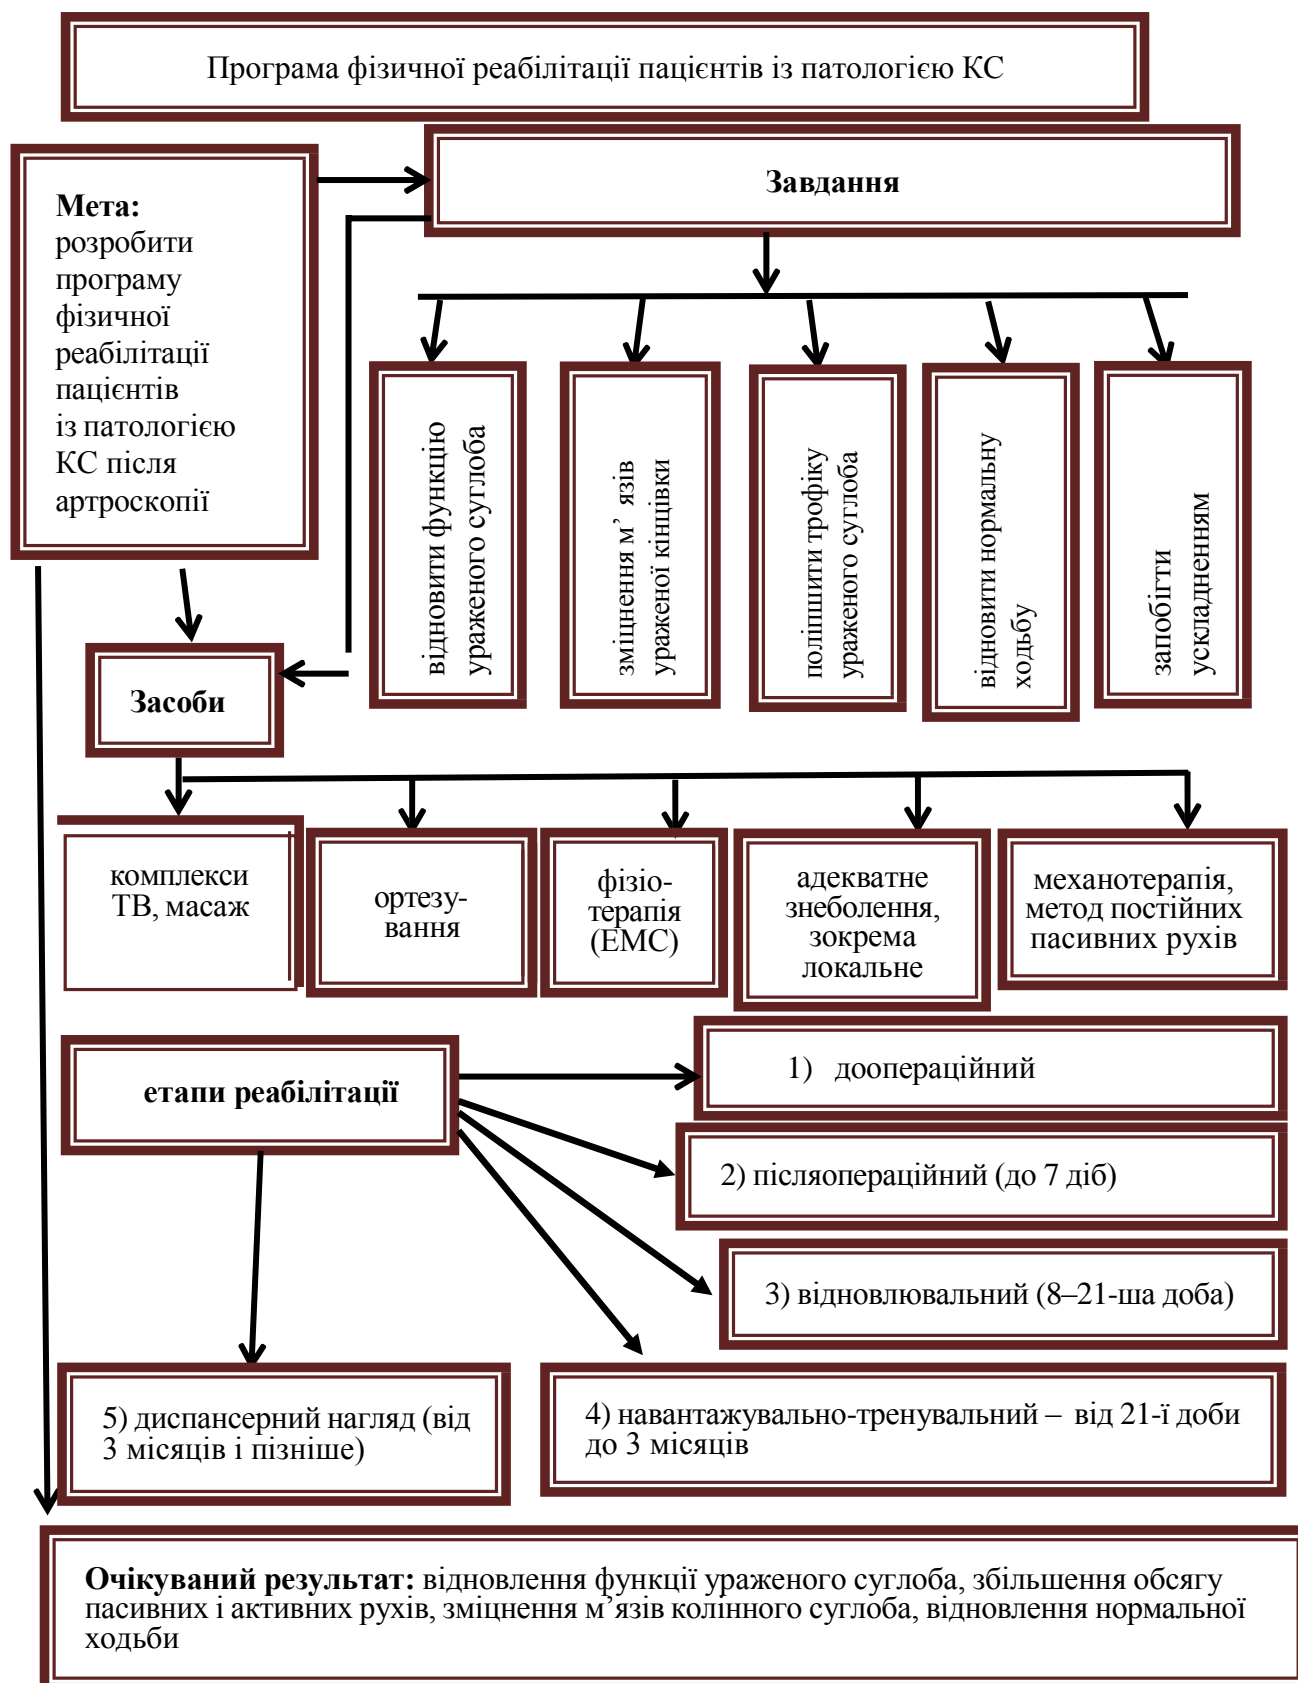 Програма фізичної реабілітації пацієнтів із патологією КС
Завдання
Мета:
розробити
програму
фізичної
реабілітації
пацієнтів
із патологією
КС після
артроскопії
відновити функцію
ураженого суглоба
зміцнення м’ язів
ураженої кінцівки
поліпшити трофіку
ураженого суглоба
відновити нормальну
ходьбу
запобігти
ускладненням
Засоби
комплекси
ТВ, масаж
ортезу-
вання
фізіо-
терапія
(ЕМС)
адекватне
знеболення,
зокрема
локальне
механотерапія,
метод постійних
пасивних рухів
етапи реабілітації
1) доопераційний
2) післяопераційний (до 7 діб)
3) відновлювальний (8–21-ша доба)
4) навантажувально-тренувальний – від 21-ї доби
до 3 місяців
5) диспансерний нагляд (від
3 місяців і пізніше)
Очікуваний результат: відновлення функції ураженого суглоба, збільшення обсягу
пасивних і активних рухів, зміцнення м’язів колінного суглоба, відновлення нормальної
ходьби